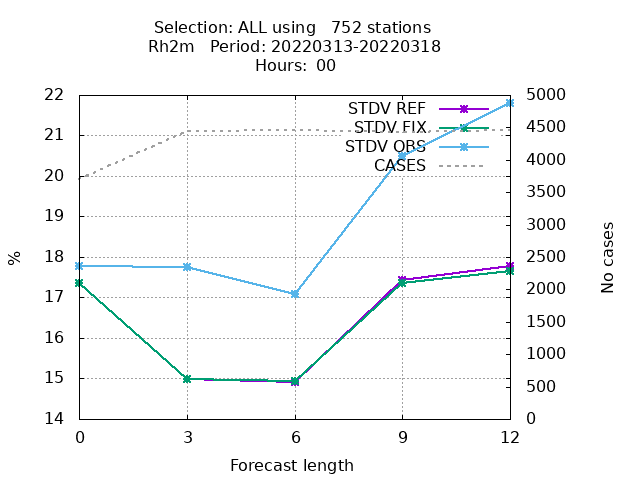 Selection: ALL using   752 stations
Rh2m   Period: 20220313-20220318
Hours: 00
22
21
20
19
18
17
16
15
14
5000
4500
4000
3500
3000
2500
2000
1500
1000
500
0
STDV REF
STDV FIX
STDV OBS
CASES
%
No cases
0 3 6 9 12
Forecast length